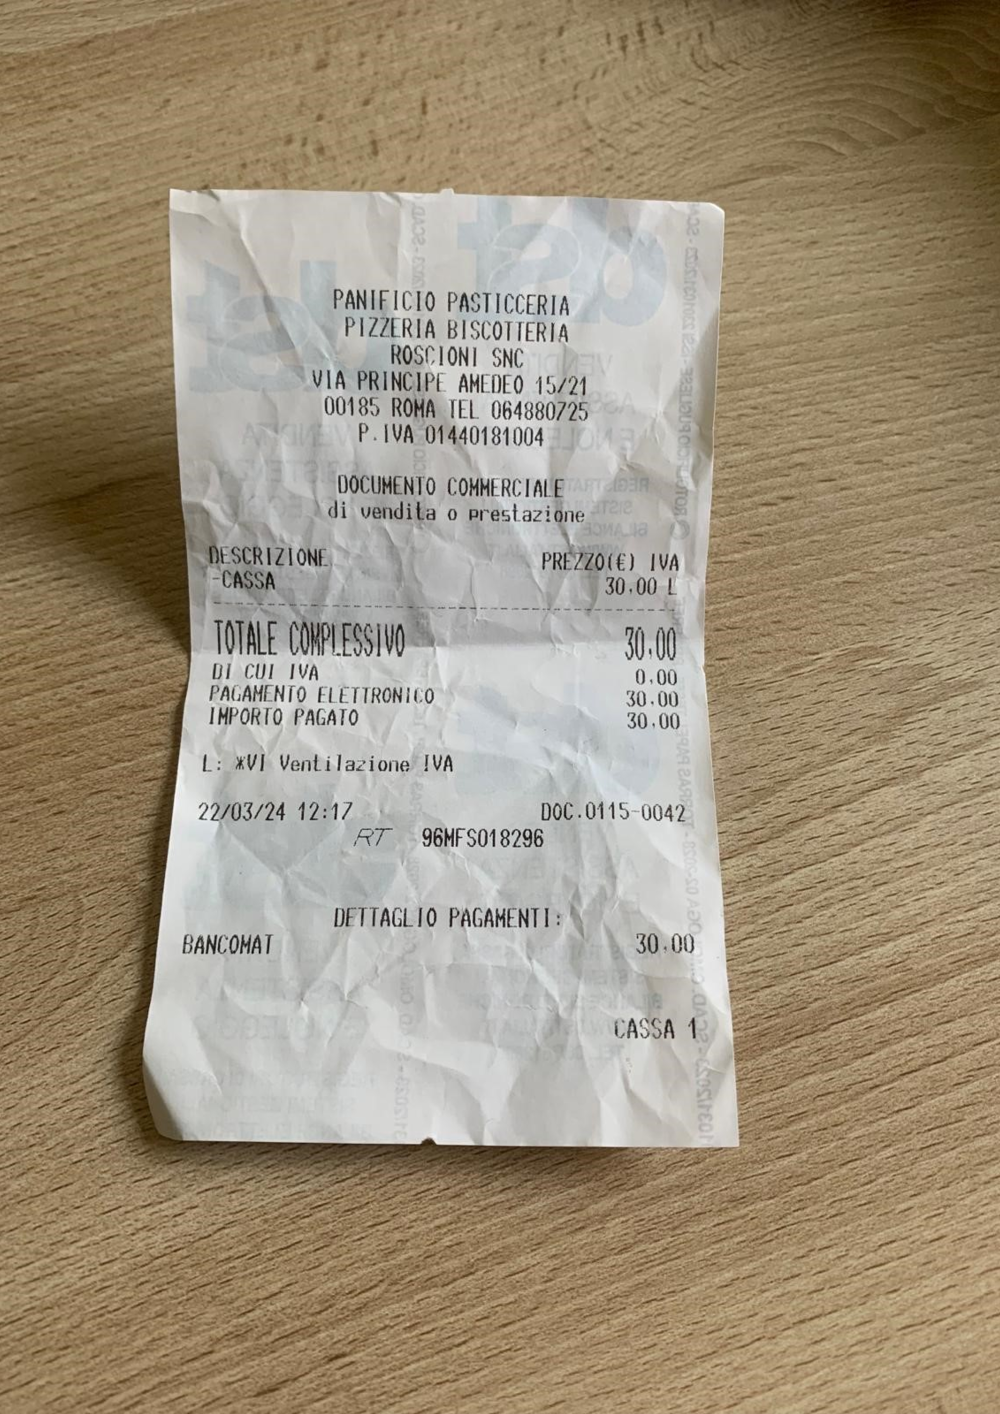 PANIFICIO PASTICCERIA
PIZZERIA BISCOTTERIA
ROSCIONI SNC
VIA PRINCIPE AMEDEO 15/21
00185 ROMA TEL 064880725
P.IVA 01440181004
DOCUMENTO COMMERCIALE
di vendita o prestazione
DESCRIZIONE PREZZO(€) IVA
-CASSA 30.00 L
TOTALE COMPLESSIVO 30.00
DI CUI IVA 0.00
PAGAMENTO ELETTRONICO 30.00
IMPORTO PAGATO 30.00
L: *VI Ventilazione IVA
22/03/24 12:17 DOC.0115-0042
RT 96MFS018296
DETTAGLIO PAGAMENTI:
BANCOMAT 30.00
CASSA 1